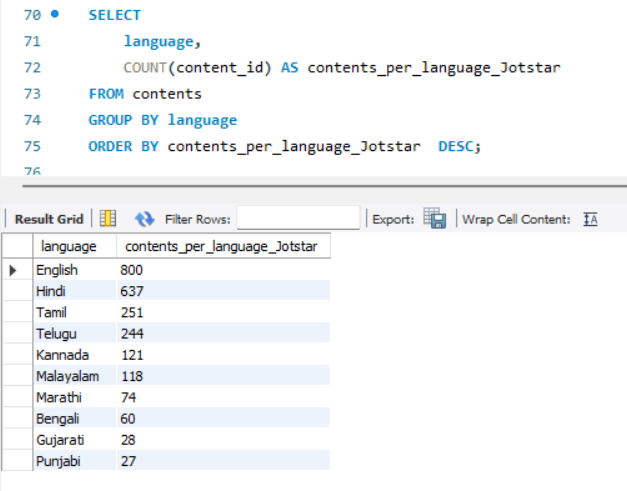 70 SELECT
71 language,
72 COUNT(content_id) AS contents_per_language_Jotstar
73 FROM contents
74 GROUP BY language
75 ORDER BY contents_per_language_Jotstar  DESC;
76
Result Grid Filter Rows: Export: Wrap Cell Content:
language contents_per_language_Jotstar
English 800
Hindi 637
Tamil 251
Telugu 244
Kannada 121
Malayalam 118
Marathi 74
Bengali 60
Gujarati 28
Punjabi 27